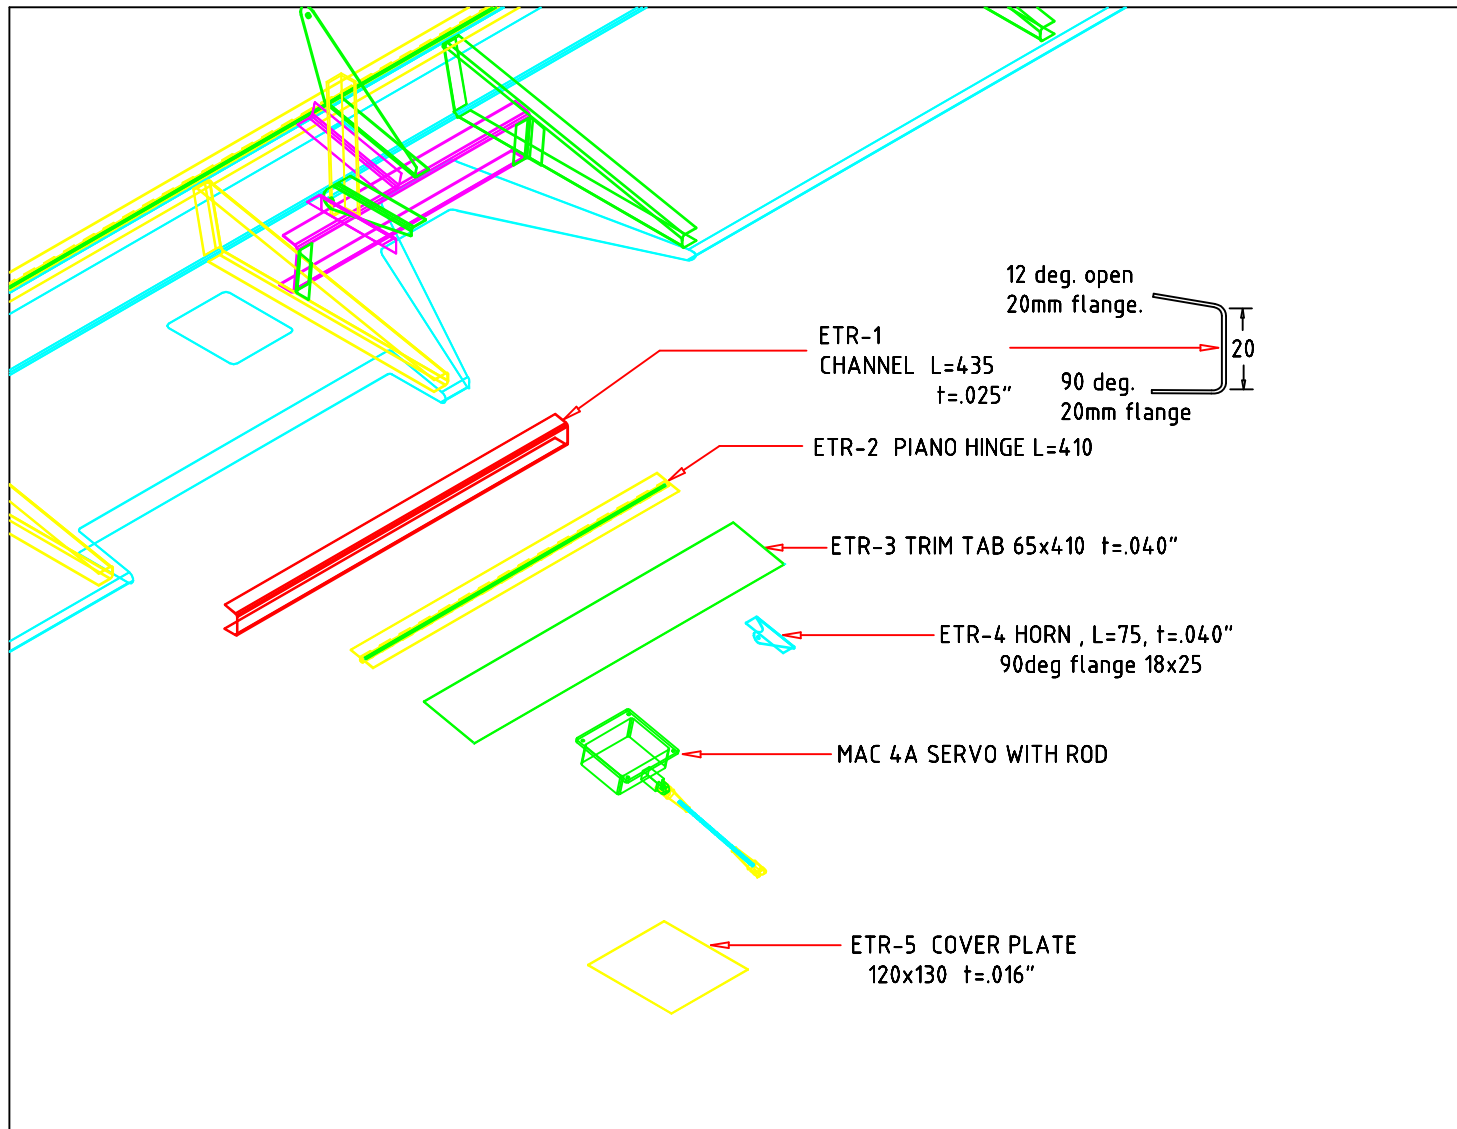 12 deg. open
20mm flange.
ETR-1
CHANNEL L=435
t=.025"
20
90 deg.
20mm flange
ETR-2 PIANO HINGE L=410
ETR-3 TRIM TAB 65x410 t=.040"
ETR-4 HORN , L=75, t=.040"
90deg flange 18x25
MAC 4A SERVO WITH ROD
ETR-5 COVER PLATE
120x130 t=.016"